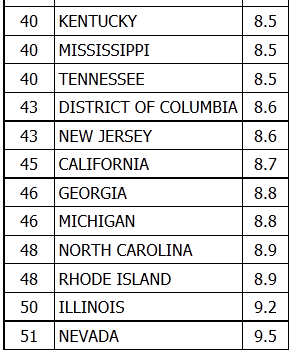 40 KENTUCKY 8.5
40 MISSISSIPPI 8.5
40 TENNESSEE 8.5
43 DISTRICT OF COLUMBIA 8.6
43 NEW JERSEY 8.6
45 CALIFORNIA 8.7
46 GEORGIA 8.8
46 MICHIGAN 8.8
48 NORTH CAROLINA 8.9
48 RHODE ISLAND 8.9
50 ILLINOIS 9.2
51 NEVADA 9.5